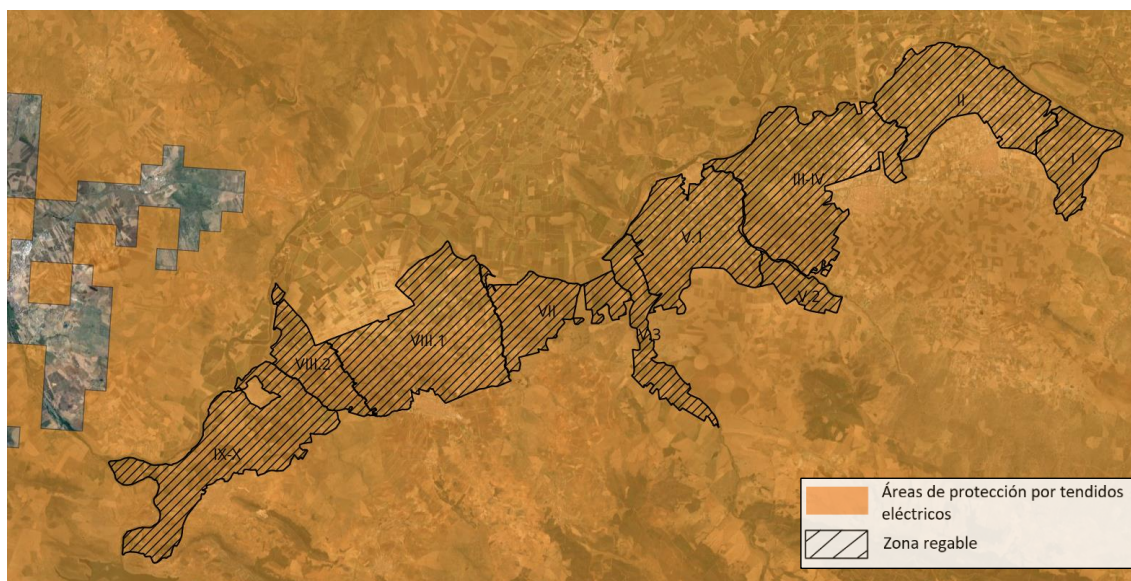 II
I
III-IV
V.1
V.2
VII
V.3
VIII.1
VIII.2
IX-X
Áreas de protección por tendidos
eléctricos
Zona regable